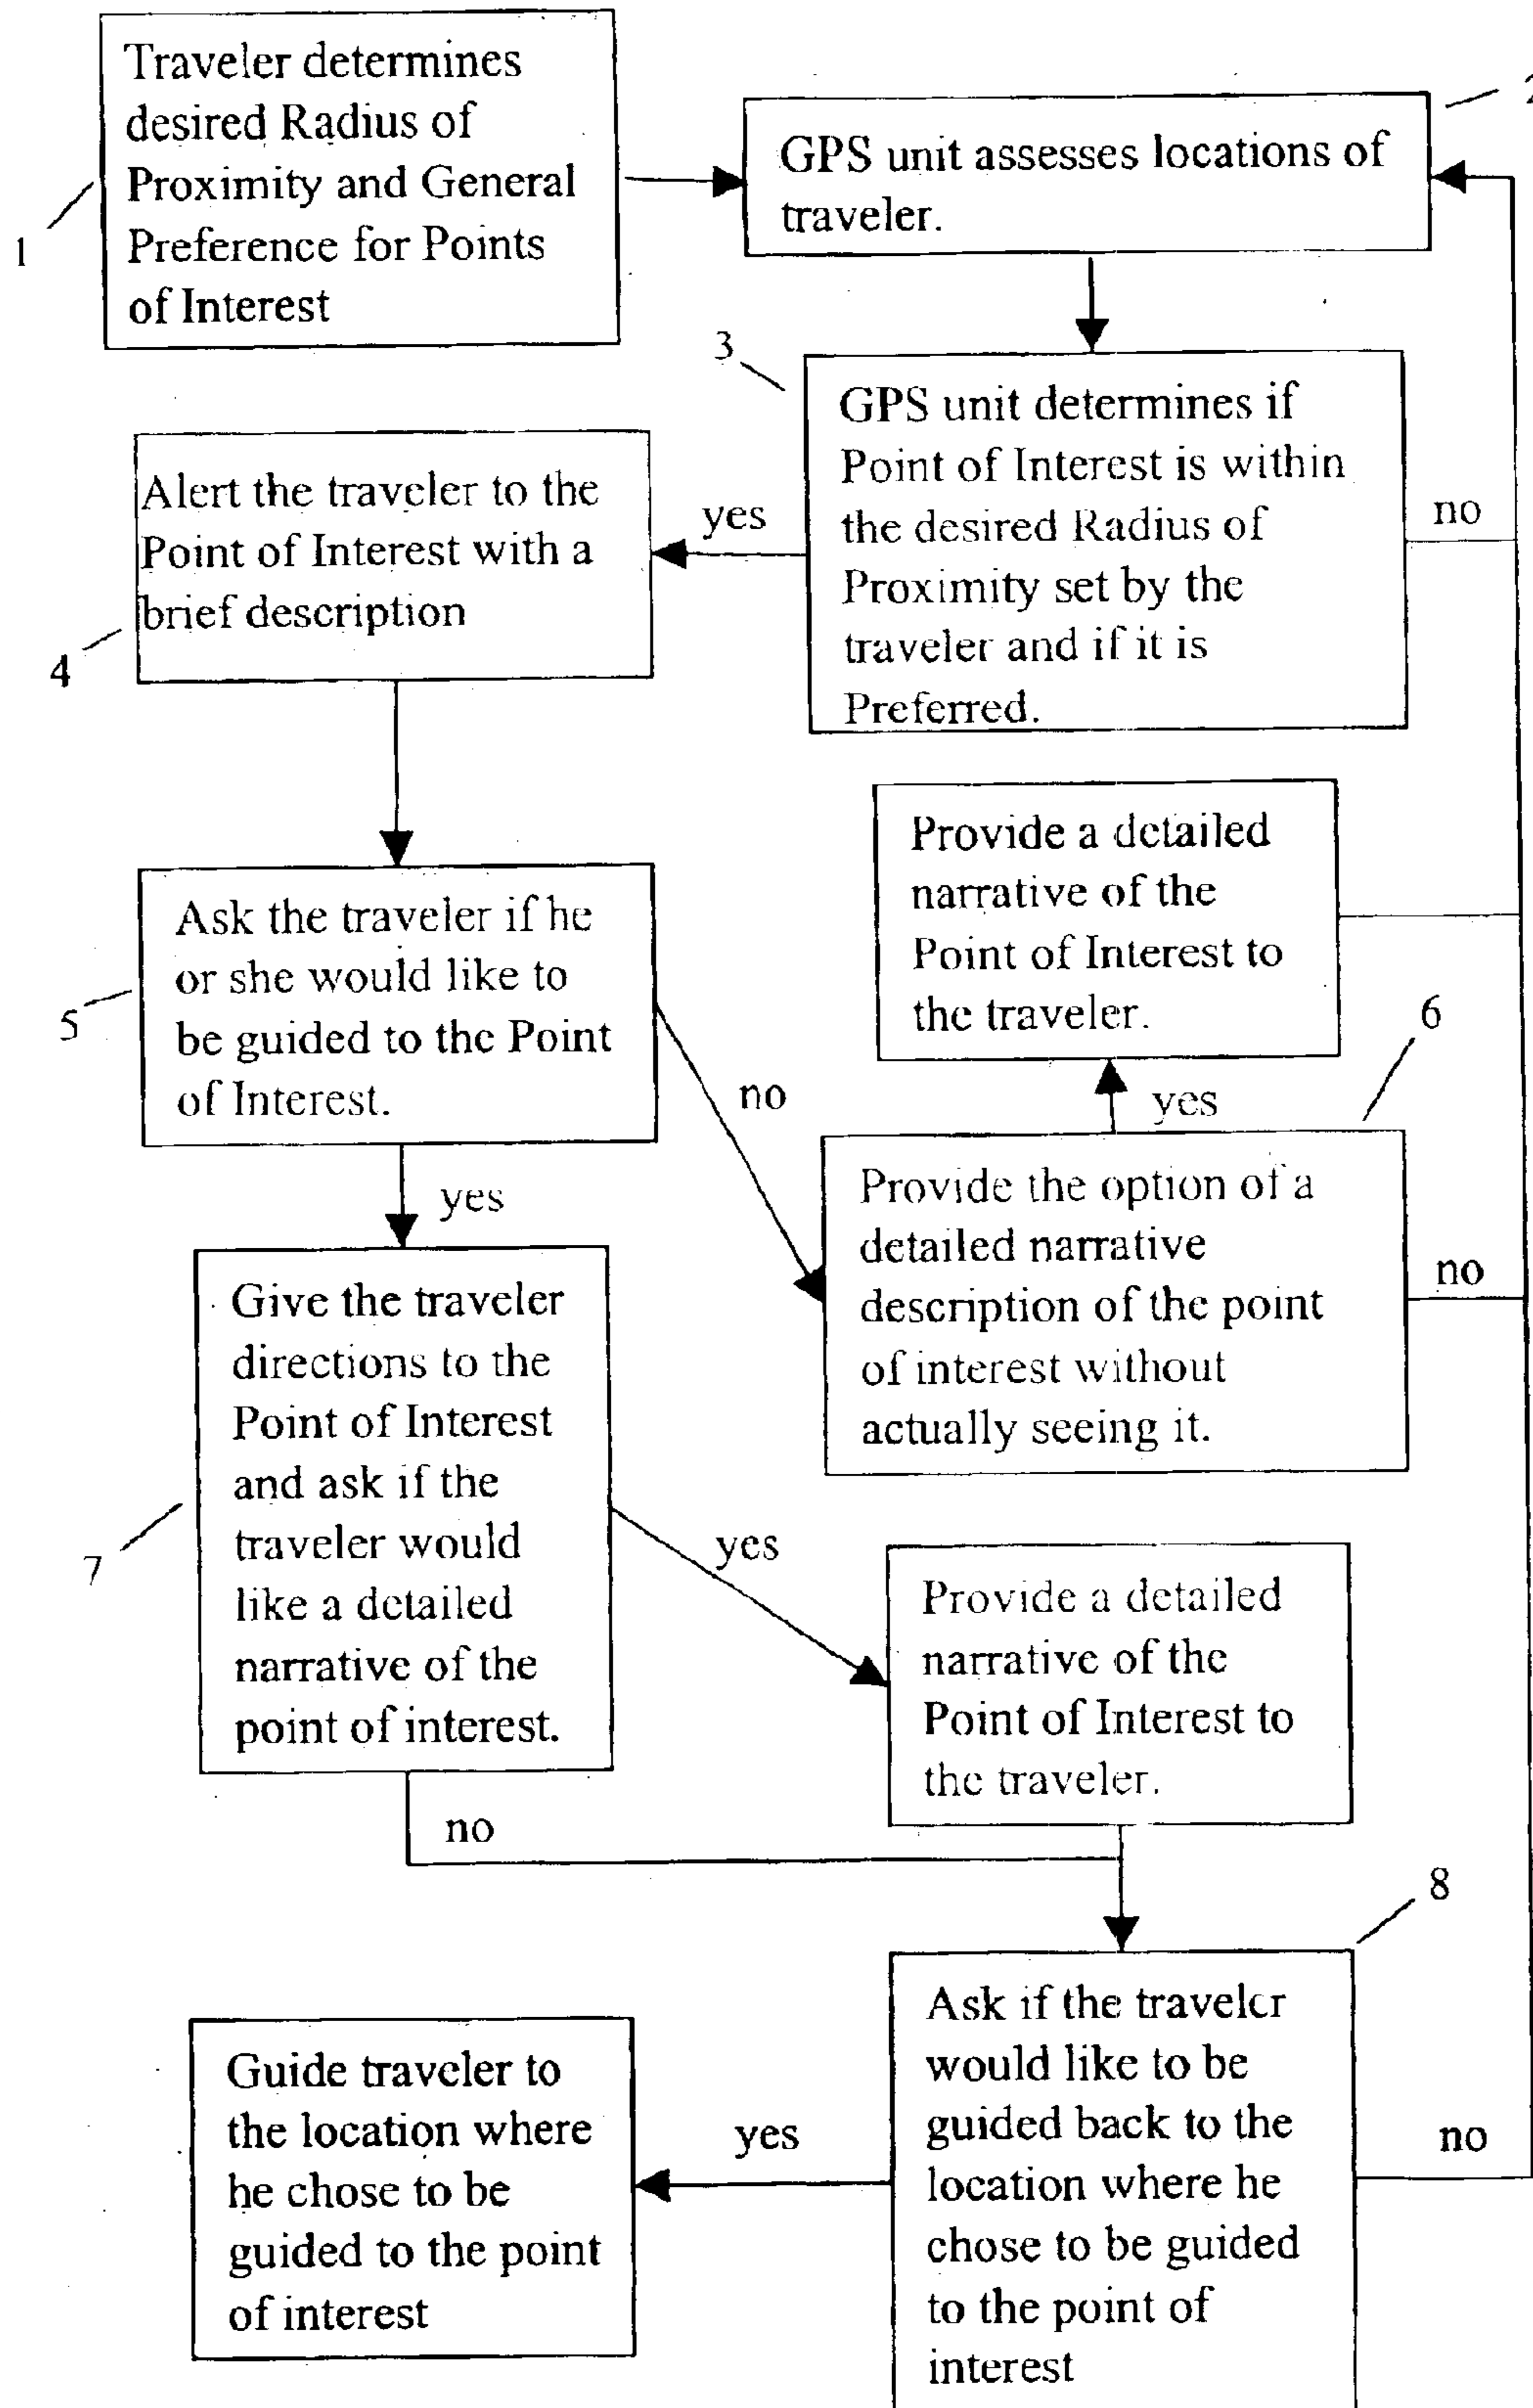 Traveler determines
desired Radius of
Proximity and General
Preference for Points
of Interest
1
GPS unit assesses locations of
traveler.
3
GPS unit determines if
Point of Interest is within
the desired Radius of
Proximity set by the
traveler and if it is
Preferred.
yes
no
Alert the traveler to the
Point of Interest with a
brief description
4
Ask the traveler if he
or she would like to
be guided to the Point
of Interest.
5
no
yes
Provide a detailed
narrative of the
Point of Interest to
the traveler.
6
yes
Provide the option of a
detailed narrative
description of the point
of interest without
actually seeing it.
no
Give the traveler
directions to the
Point of Interest
and ask if the
traveler would
like a detailed
narrative of the
point of interest.
7
yes
no
Provide a detailed
narrative of the
Point of Interest to
the traveler.
8
Ask if the traveler
would like to be
guided back to the
location where he
chose to be guided
to the point of
interest
yes
no
Guide traveler to
the location where
he chose to be
guided to the point
of interest